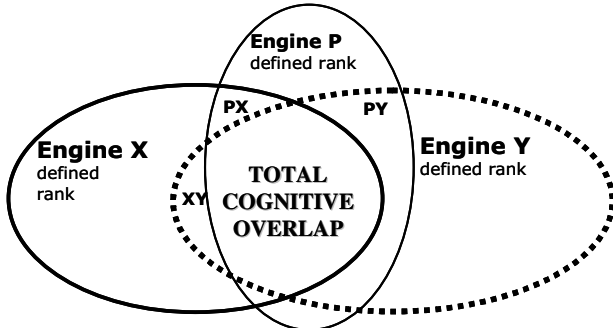 Engine P
defined rank
PX
PY
Engine X
defined
rank
Engine Y
defined rank
XY
TOTAL
COGNITIVE
OVERLAP